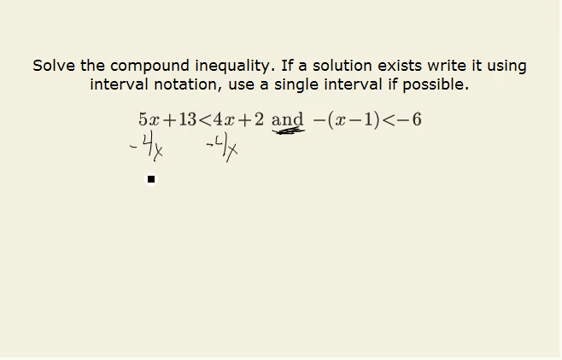 Solve the compound inequality. If a solution exists write it using
interval notation, use a single interval if possible.
5x+13<4x+2 and −(x−1)<−6
-4x -4x